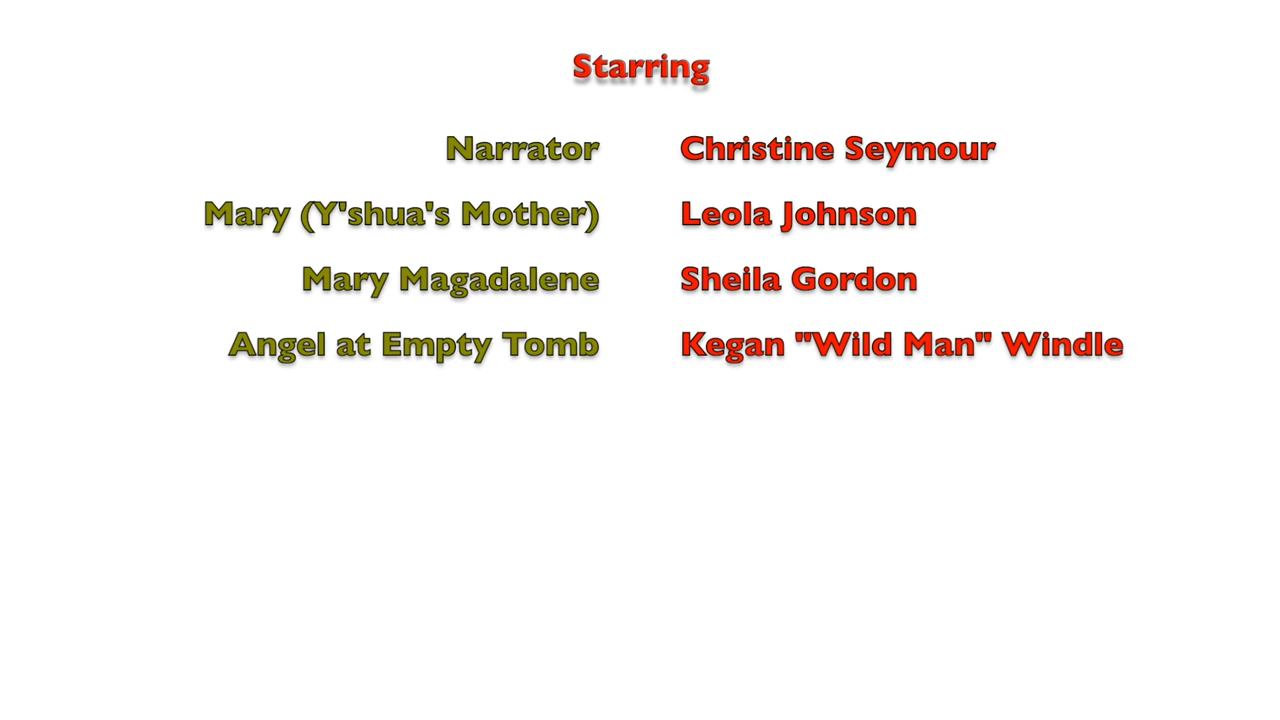 Starring
Narrator Christine Seymour
Mary (Y'shua's Mother) Leola Johnson
Mary Magadalene Sheila Gordon
Angel at Empty Tomb Kegan "Wild Man" Windle